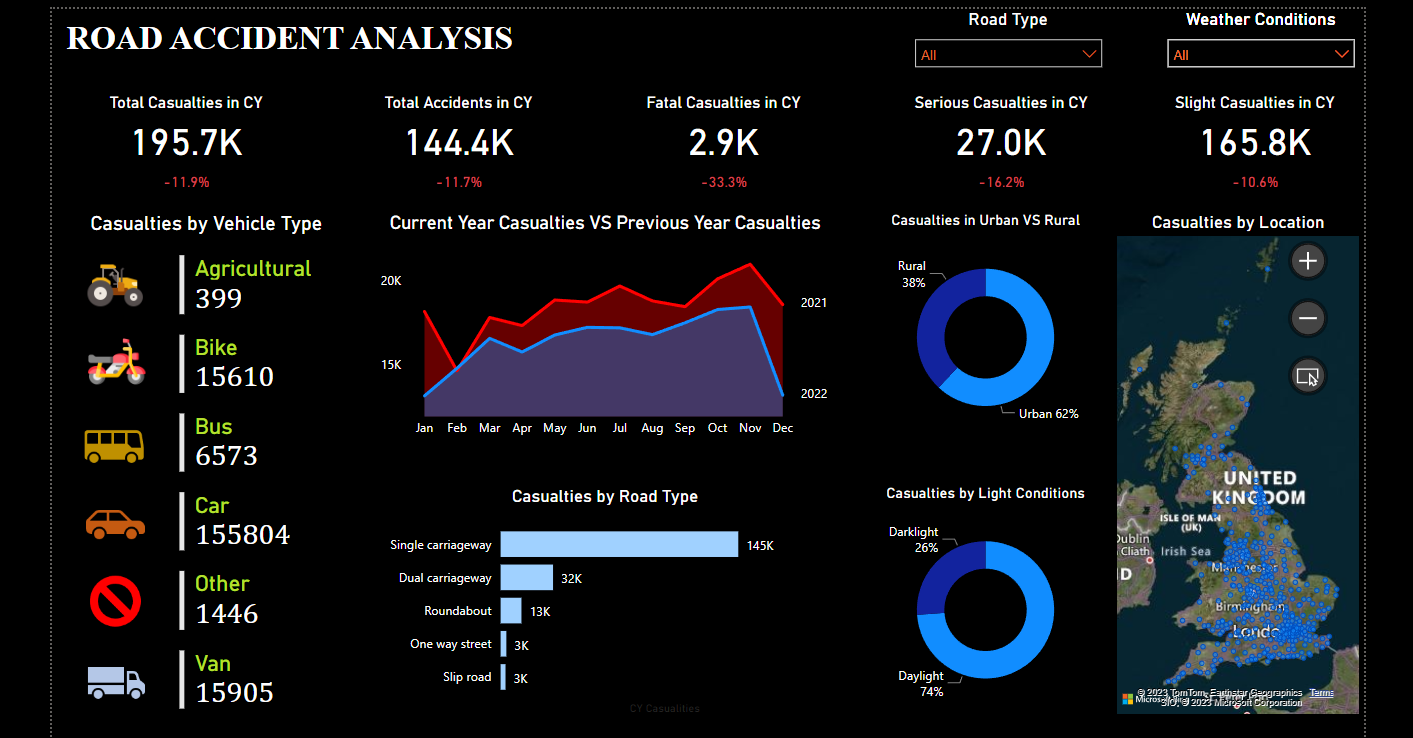 ROAD ACCIDENT ANALYSIS
Road Type
All
Weather Conditions
All
Total Casualties in CY
195.7K
-11.9%
Total Accidents in CY
144.4K
-11.7%
Fatal Casualties in CY
2.9K
-33.3%
Serious Casualties in CY
27.0K
-16.2%
Slight Casualties in CY
165.8K
-10.6%
Casualties by Vehicle Type
Agricultural
399
Bike
15610
Bus
6573
Car
155804
Other
1446
Van
15905
Current Year Casualties VS Previous Year Casualties
20K
15K
2021
2022
Jan Feb Mar Apr May Jun Jul Aug Sep Oct Nov Dec
Casualties by Road Type
Single carriageway 145K
Dual carriageway 32K
Roundabout 13K
One way street 3K
Slip road 3K
CY Casualities
Casualties in Urban VS Rural
Rural
38%
Urban 62%
Casualties by Light Conditions
Darklight
26%
Daylight
74%
Casualties by Location
UNITED
KINGDOM
ISLE OF MAN
(UK)
Dublin
Cliath
Irish Sea
Manchester
Birmingham
London
© 2023 TomTom, Earthstar Geographics Terms
SIO, © 2023 Microsoft Corporation